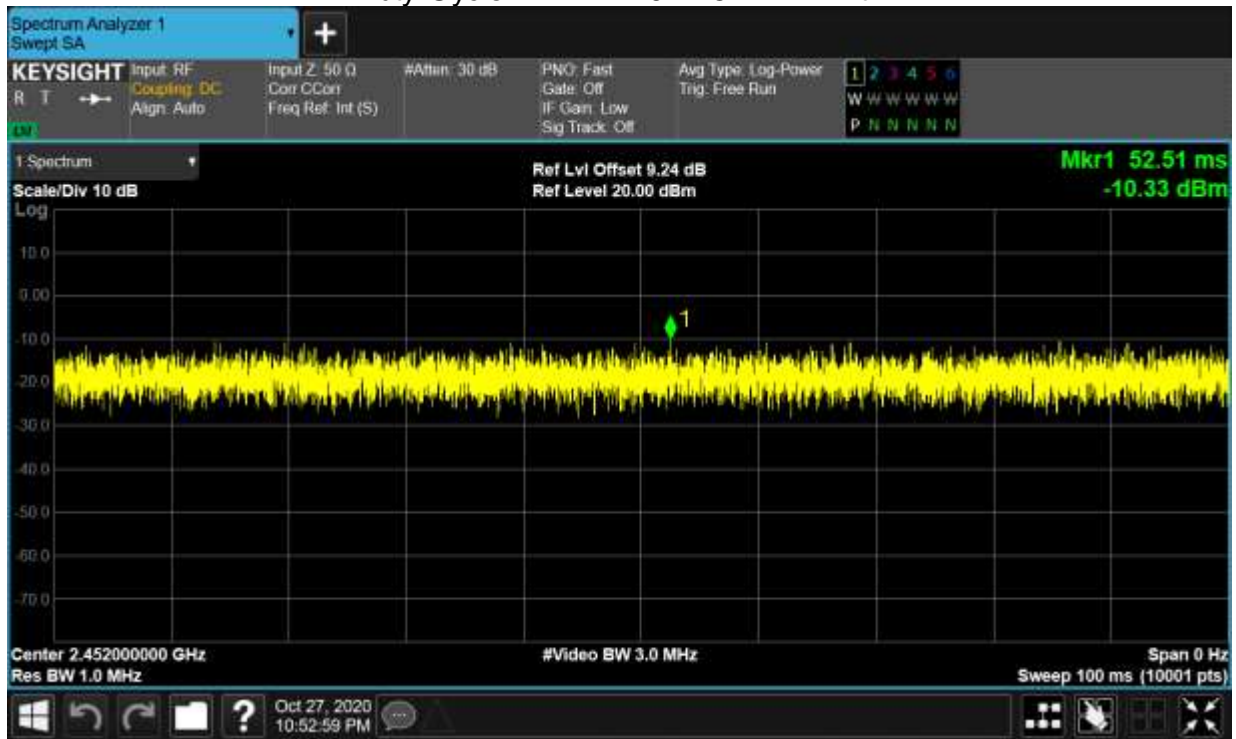 Spectrum Analyzer 1
Swept SA
+
KEYSIGHT
R T
Input: RF
Coupling: DC
Align: Auto
Input Z: 50 Ω
Corr CCorr
Freq Ref: Int (S)
#Atten: 30 dB
PNO: Fast
Gate: Off
IF Gain: Low
Sig Track: Off
Avg Type: Log-Power
Trig: Free Run
1 2 3 4 5 6
W W W W W W
P N N N N N
1 Spectrum
Scale/Div 10 dB
Ref Lvl Offset 9.24 dB
Ref Level 20.00 dBm
Mkr1 52.51 ms
-10.33 dBm
Log
10.0
0.00
-10.0
-20.0
-30.0
-40.0
-50.0
-60.0
-70.0
1
Center 2.452000000 GHz
Res BW 1.0 MHz
#Video BW 3.0 MHz
Span 0 Hz
Sweep 100 ms (10001 pts)
?
Oct 27, 2020
10:52:59 PM